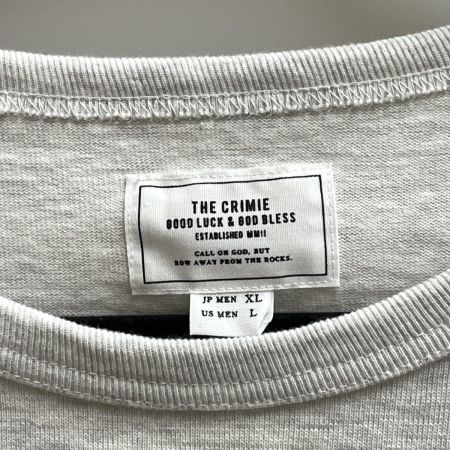 THE CRIMIE
GOOD LUCK & GOD BLESS
ESTABLISHED MMII
CALL ON GOD, BUT
ROW AWAY FROM THE ROCKS.
JP MEN XL
US MEN L